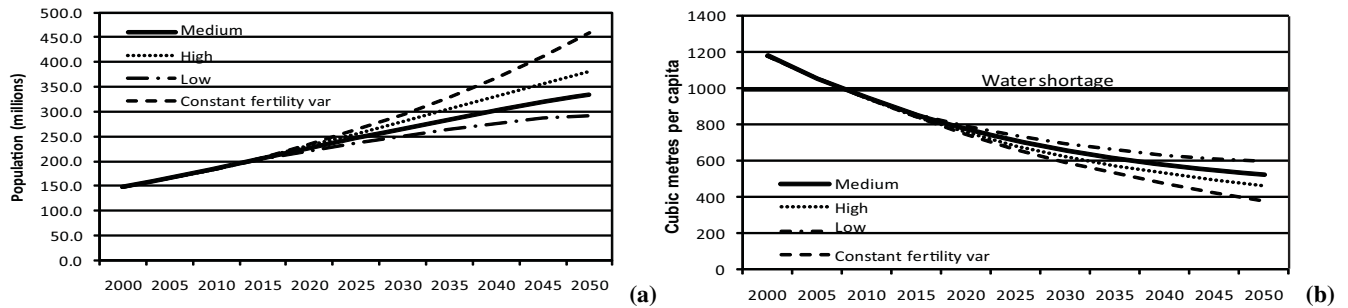 500.0
450.0
400.0
350.0
300.0
250.0
200.0
150.0
100.0
50.0
0.0
Population (millions)
Medium
High
Low
Constant fertility var
2000 2005 2010 2015 2020 2025 2030 2035 2040 2045 2050
(a)
1400
1200
1000
800
600
400
200
0
Cubic metres per capita
Water shortage
Medium
High
Low
Constant fertility var
2000 2005 2010 2015 2020 2025 2030 2035 2040 2045 2050
(b)